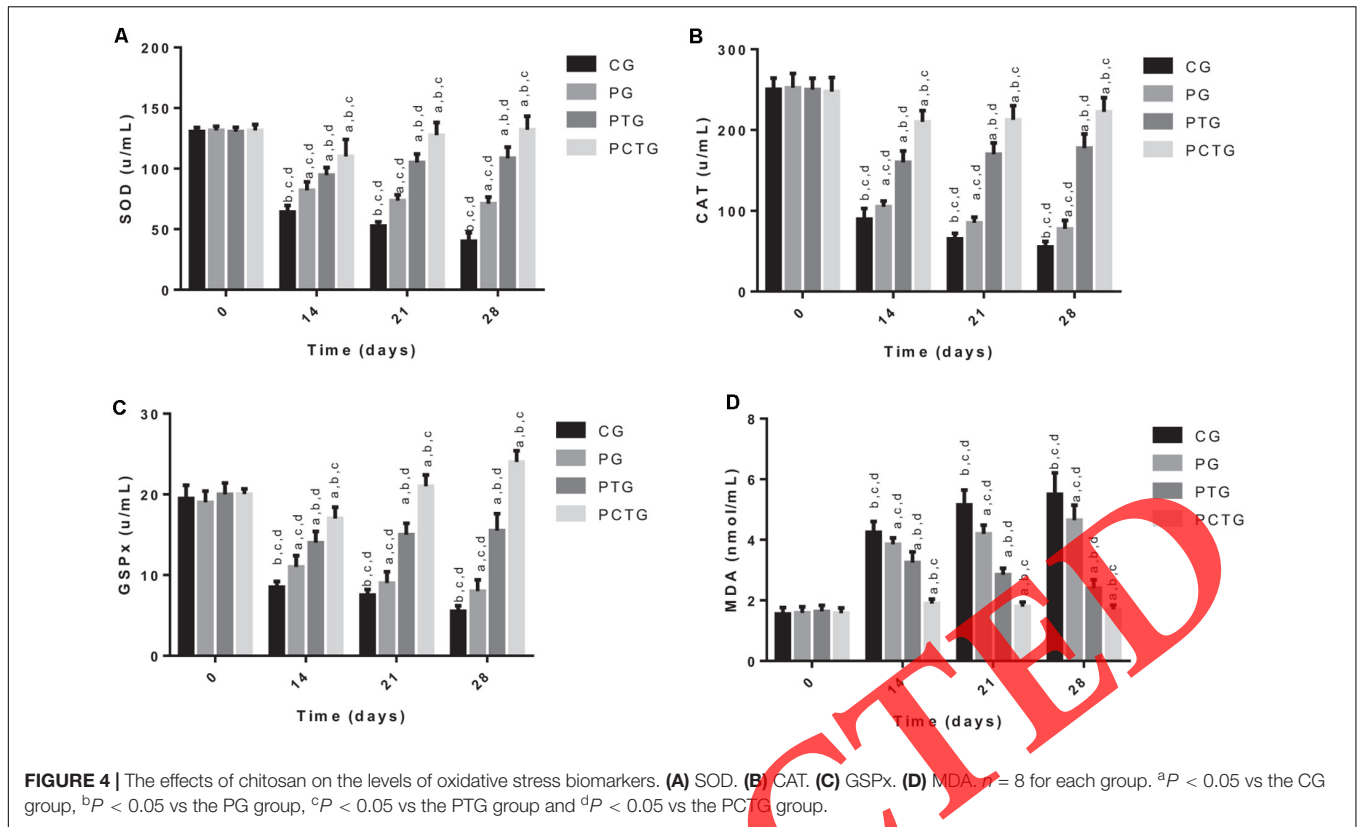 A
200
150
100
50
0
SOD (u/mL)
b,c,d
a,c,d
a,b,d
a,b,c
b,c,d
a,c,d
a,b,d
a,b,c
b,c,d
a,c,d
a,b,d
a,b,c
0
14
21
28
Time (days)
CG
PG
PTG
PCTG
B
300
200
100
0
CAT (u/mL)
b,c,d
a,c,d
a,b,d
a,b,c
b,c,d
a,c,d
a,b,d
a,b,c
b,c,d
a,c,d
a,b,d
a,b,c
0
14
21
28
Time (days)
CG
PG
PTG
PCTG
C
30
20
10
0
GSPx (u/mL)
b,c,d
a,c,d
a,b,d
a,b,c
b,c,d
a,c,d
a,b,d
a,b,c
b,c,d
a,c,d
a,b,d
a,b,c
0
14
21
28
Time (days)
CG
PG
PTG
PCTG
D
8
6
4
2
0
MDA (nmol/mL)
b,c,d
a,c,d
a,b,d
a,b,c
b,c,d
a,c,d
a,b,d
a,b,c
b,c,d
a,c,d
a,b,d
a,b,c
0
14
21
28
Time (days)
CG
PG
PTG
PCTG
CTED
FIGURE 4 | The effects of chitosan on the levels of oxidative stress biomarkers. (A) SOD. (B) CAT. (C) GSPx. (D) MDA. n = 8 for each group. ᵃP < 0.05 vs the CG
group, ᵇP < 0.05 vs the PG group, ᶜP < 0.05 vs the PTG group and ᵈP < 0.05 vs the PCTG group.